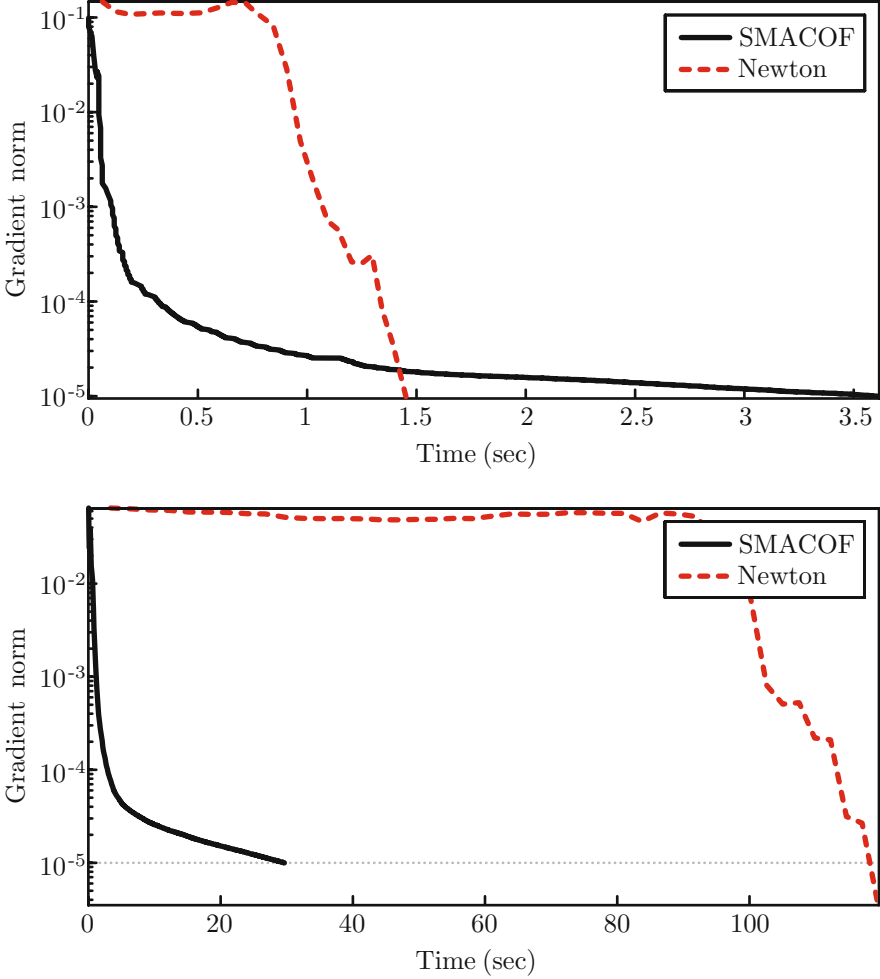 10⁻¹
10⁻²
10⁻³
10⁻⁴
10⁻⁵
Gradient norm
SMACOF
Newton
0 0.5 1 1.5 2 2.5 3 3.5
Time (sec)
10⁻²
10⁻³
10⁻⁴
10⁻⁵
Gradient norm
SMACOF
Newton
0 20 40 60 80 100
Time (sec)